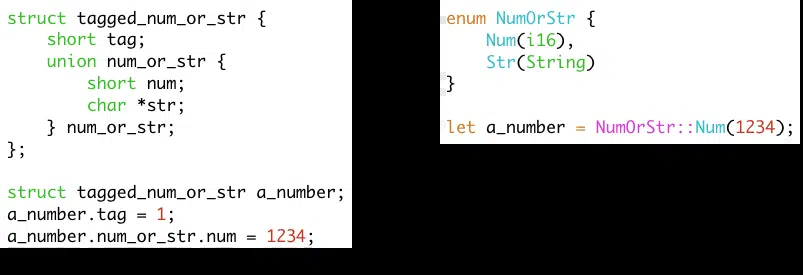 struct tagged_num_or_str {
    short tag;
    union num_or_str {
        short num;
        char *str;
    } num_or_str;
};
struct tagged_num_or_str a_number;
a_number.tag = 1;
a_number.num_or_str.num = 1234;
enum NumOrStr {
    Num(i16),
    Str(String)
}
let a_number = NumOrStr::Num(1234);